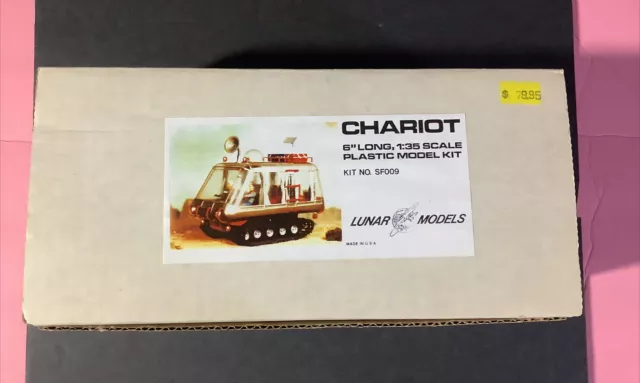 $ 79.95
CHARIOT
6" LONG, 1:35 SCALE
PLASTIC MODEL KIT
KIT NO. SF009
LUNAR MODELS
MADE IN U.S.A.